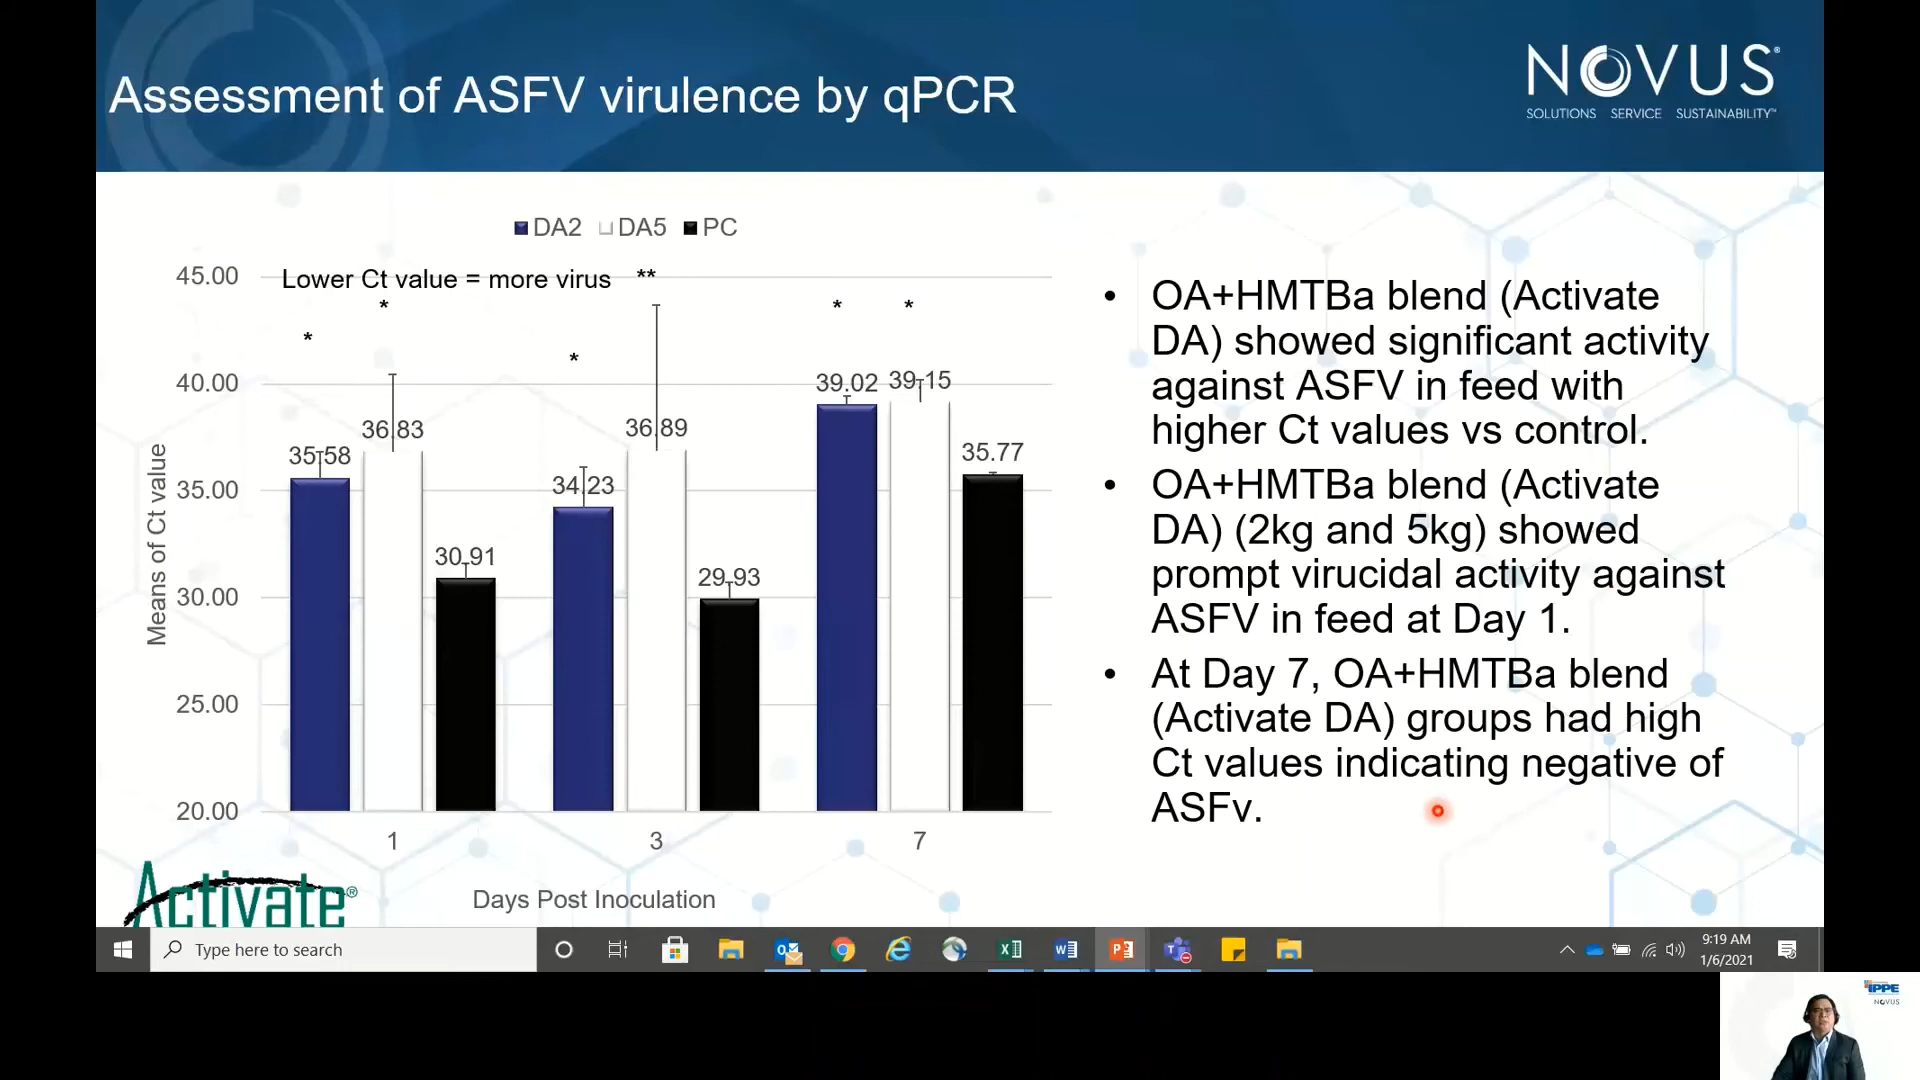 Assessment of ASFV virulence by qPCR
NOVUS®
SOLUTIONS SERVICE SUSTAINABILITY™
DA2 DA5 PC
Lower Ct value = more virus
**
*
*
*
*
*
45.00
40.00
35.00
30.00
25.00
20.00
Means of Ct value
35.58
36.83
30.91
34.23
36.89
29.93
39.02
39.15
35.77
1
3
7
Days Post Inoculation
• OA+HMTBa blend (Activate
DA) showed significant activity
against ASFV in feed with
higher Ct values vs control.
• OA+HMTBa blend (Activate
DA) (2kg and 5kg) showed
prompt virucidal activity against
ASFV in feed at Day 1.
• At Day 7, OA+HMTBa blend
(Activate DA) groups had high
Ct values indicating negative of
ASFv.
Activate®
Type here to search
9:19 AM
1/6/2021
IPPE
NOVUS